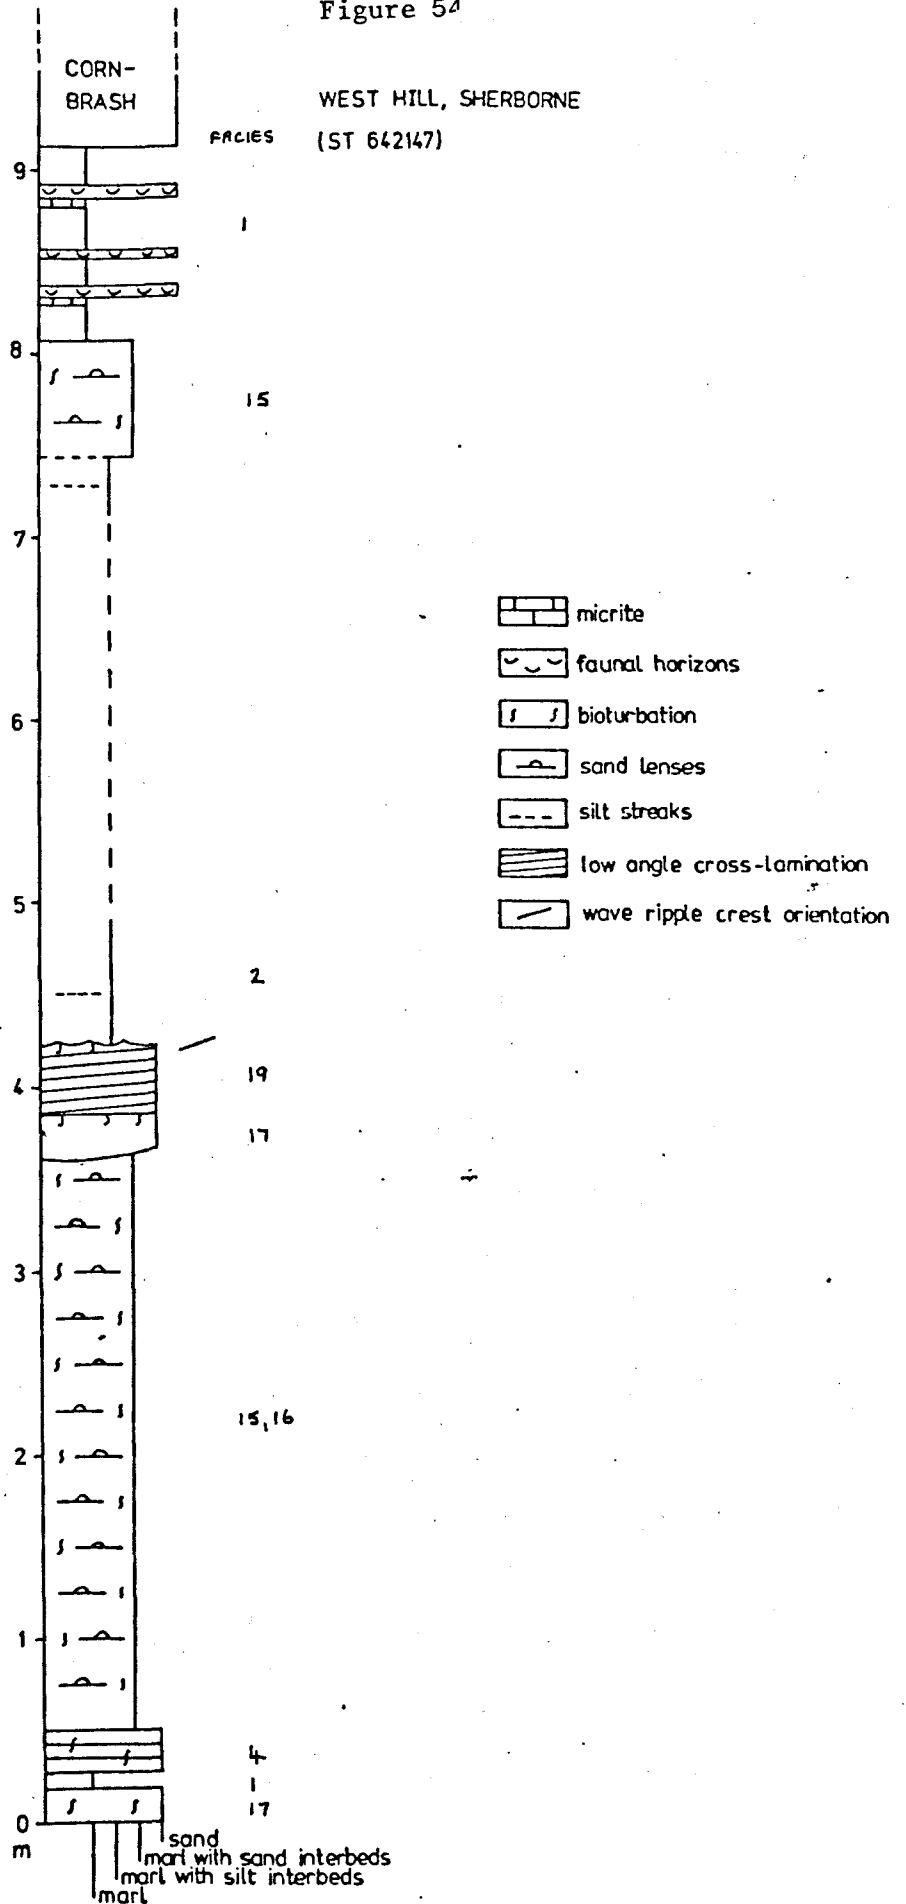 Figure 54
CORN-
BRASH
WEST HILL, SHERBORNE
FACIES
(ST 642147)
9
1
8
15
7
micrite
faunal horizons
6
bioturbation
sand lenses
silt streaks
low angle cross-lamination
5
wave ripple crest orientation
2
19
4
17
3
15,16
2
1
4
1
17
0
m
sand
marl with sand interbeds
marl with silt interbeds
marl